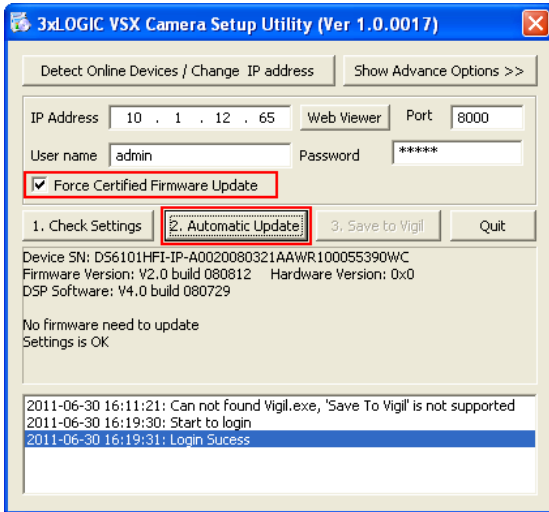 3xLOGIC VSX Camera Setup Utility (Ver 1.0.0017)
Detect Online Devices / Change IP address
Show Advance Options >>
IP Address 10 . 1 . 12 . 65 Web Viewer Port 8000
User name admin Password *****
Force Certified Firmware Update
1. Check Settings 2. Automatic Update 3. Save to Vigil Quit
Device SN: DS6101HFI-IP-A0020080321AAWR100055390WC
Firmware Version: V2.0 build 080812 Hardware Version: 0x0
DSP Software: V4.0 build 080729
No firmware need to update
Settings is OK
2011-06-30 16:11:21: Can not found Vigil.exe, 'Save To Vigil' is not supported
2011-06-30 16:19:30: Start to login
2011-06-30 16:19:31: Login Sucess